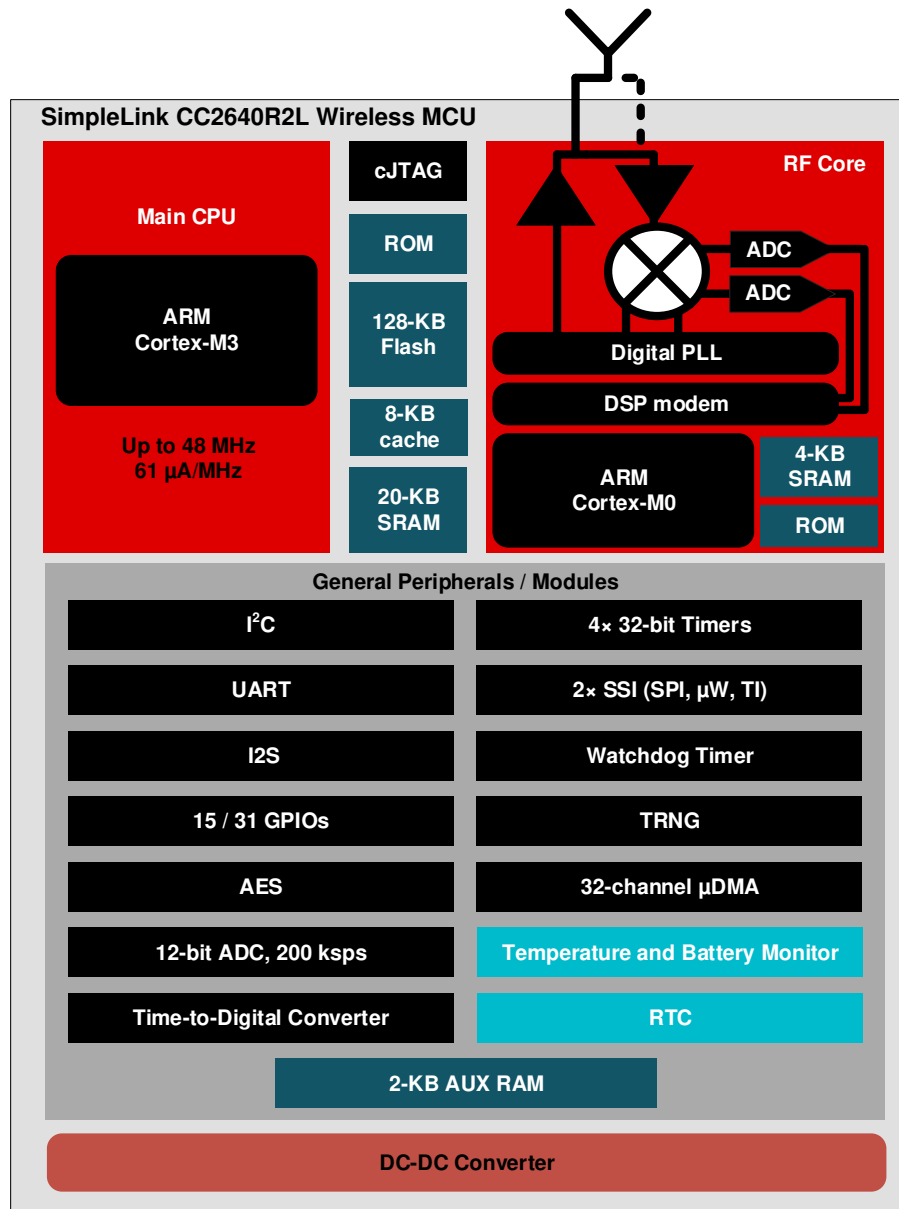 SimpleLink CC2640R2L Wireless MCU
Main CPU
ARM
Cortex-M3
Up to 48 MHz
61 µA/MHz
cJTAG
ROM
128-KB
Flash
8-KB
cache
20-KB
SRAM
RF Core
ADC
ADC
Digital PLL
DSP modem
ARM
Cortex-M0
4-KB
SRAM
ROM
General Peripherals / Modules
I²C
4× 32-bit Timers
UART
2× SSI (SPI, µW, TI)
I2S
Watchdog Timer
15 / 31 GPIOs
TRNG
AES
32-channel µDMA
12-bit ADC, 200 ksps
Temperature and Battery Monitor
Time-to-Digital Converter
RTC
2-KB AUX RAM
DC-DC Converter